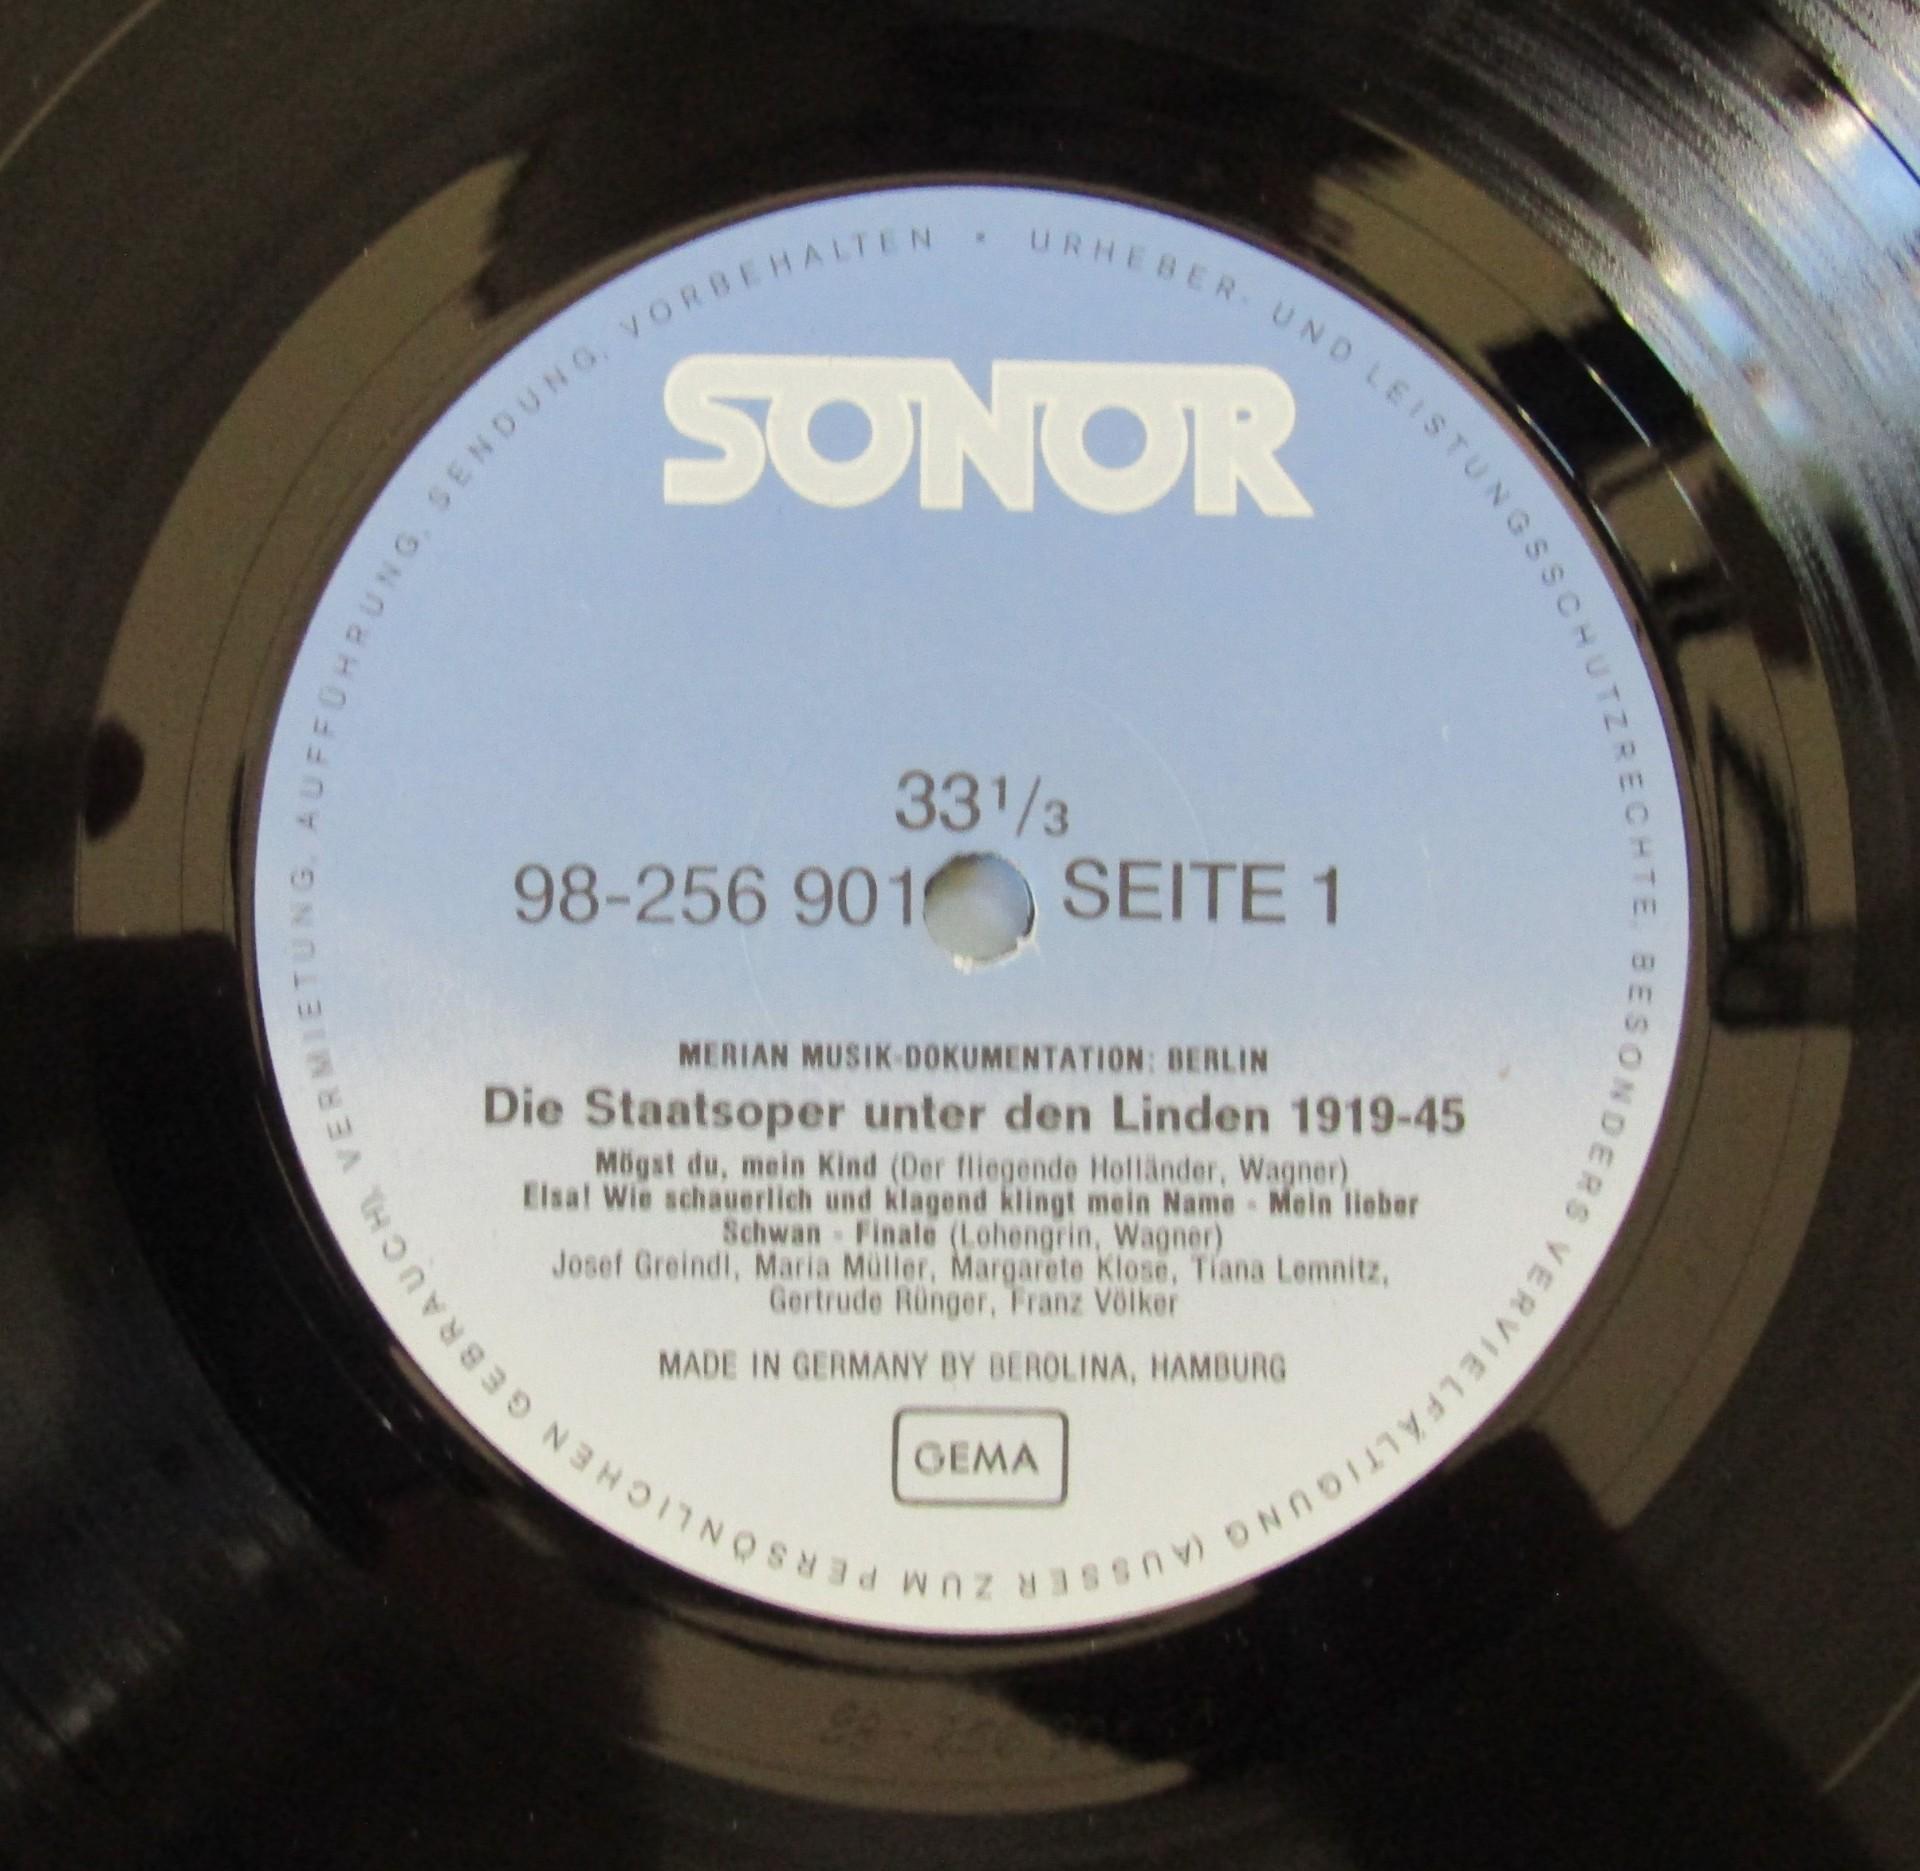 SONOR
33 1/3
98-256 901 SEITE 1
MERIAN MUSIK-DOKUMENTATION: BERLIN
Die Staatsoper unter den Linden 1919-45
Mögst du, mein Kind (Der fliegende Holländer, Wagner)
Elsa! Wie schauerlich und klagend klingt mein Name - Mein lieber
Schwan - Finale (Lohengrin, Wagner)
Josef Greindl, Maria Müller, Margarete Klose, Tiana Lemnitz,
Gertrude Rünger, Franz Völker
MADE IN GERMANY BY BEROLINA, HAMBURG
GEMA
URHEBER- UND LEISTUNGSSCHUTZRECHTE, BESONDERS VERVIELFÄLTIGUNG (AUSSER ZUM PERSÖNLICHEN GEBRAUCH), VERMIETUNG, AUFFÜHRUNG, SENDUNG, VORBEHALTEN •